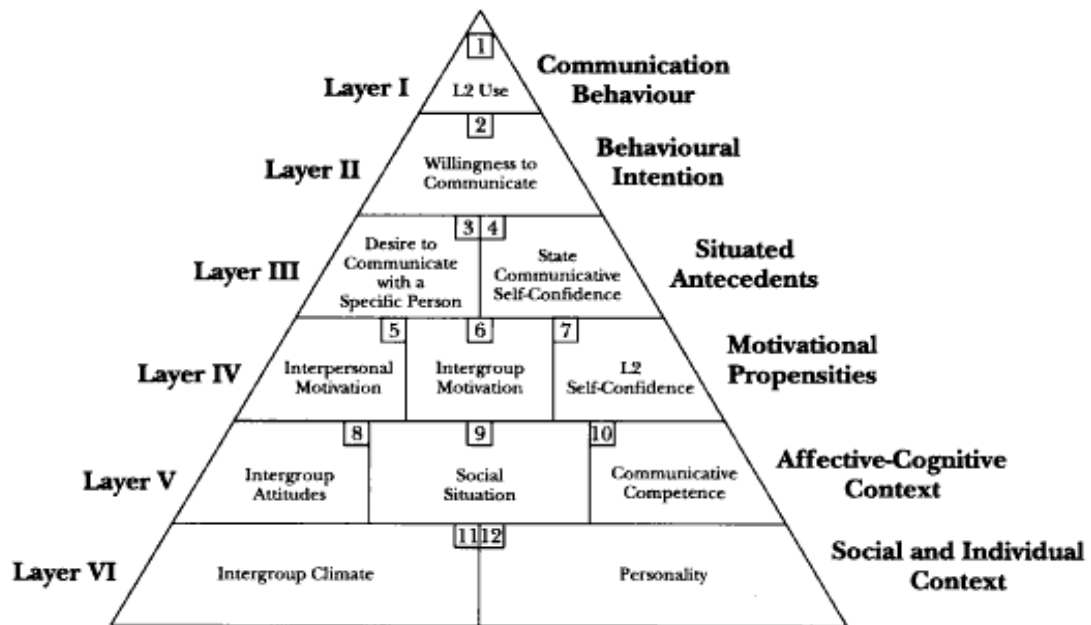 1
Layer I
L2 Use
Communication
Behaviour
2
Layer II
Willingness to
Communicate
Behavioural
Intention
3 4
Layer III
Desire to
Communicate
with a
Specific Person
State
Communicative
Self-Confidence
Situated
Antecedents
5 6 7
Layer IV
Interpersonal
Motivation
Intergroup
Motivation
L2
Self-Confidence
Motivational
Propensities
8 9 10
Layer V
Intergroup
Attitudes
Social
Situation
Communicative
Competence
Affective-Cognitive
Context
11 12
Layer VI
Intergroup Climate
Personality
Social and Individual
Context